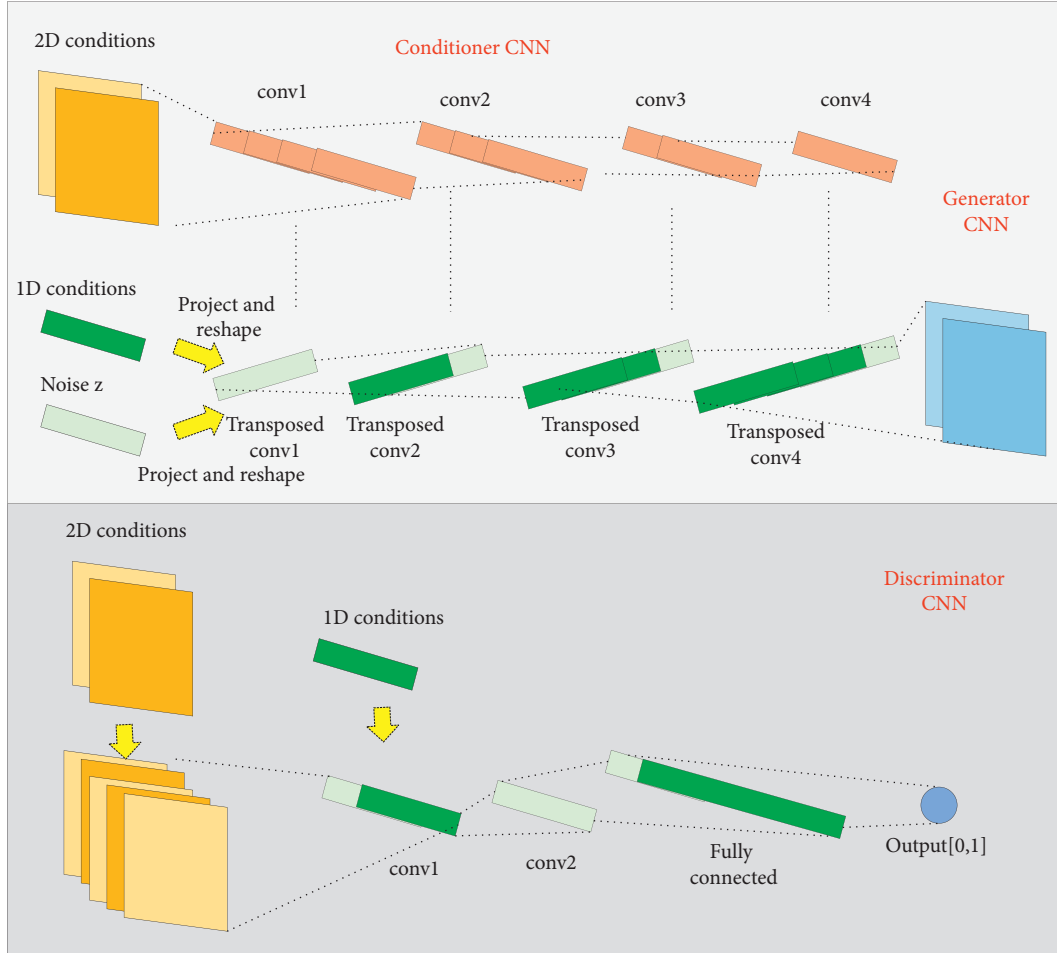 2D conditions
Conditioner CNN
conv1
conv2
conv3
conv4
Generator
CNN
1D conditions
Project and
reshape
Noise z
Transposed
conv1
Transposed
conv2
Transposed
conv3
Transposed
conv4
Project and reshape
2D conditions
Discriminator
CNN
1D conditions
conv1
conv2
Fully
connected
Output[0,1]